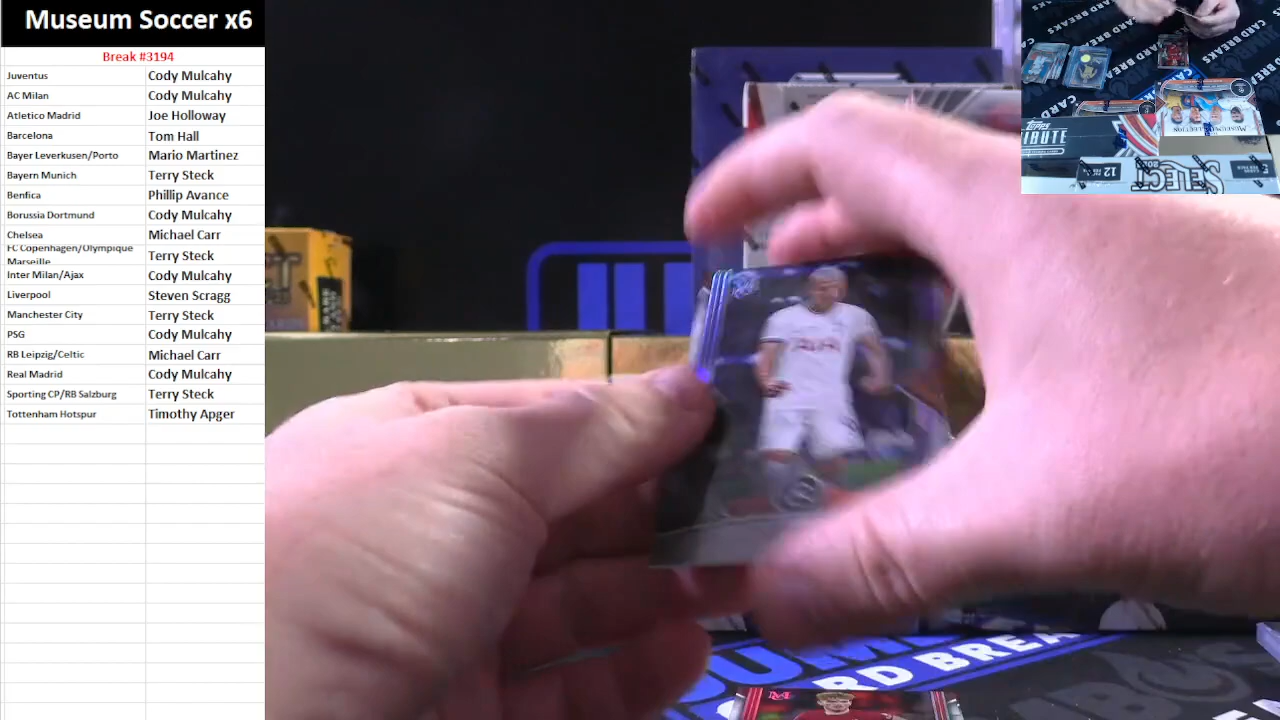 Museum Soccer x6
Break #3194
Juventus Cody Mulcahy
AC Milan Cody Mulcahy
Atletico Madrid Joe Holloway
Barcelona Tom Hall
Bayer Leverkusen/Porto Mario Martinez
Bayern Munich Terry Steck
Benfica Phillip Avance
Borussia Dortmund Cody Mulcahy
Chelsea Michael Carr
FC Copenhagen/Olympique
Marseille Terry Steck
Inter Milan/Ajax Cody Mulcahy
Liverpool Steven Scragg
Manchester City Terry Steck
PSG Cody Mulcahy
RB Leipzig/Celtic Michael Carr
Real Madrid Cody Mulcahy
Sporting CP/RB Salzburg Terry Steck
Tottenham Hotspur Timothy Apger
CARD BREAKS
topps
SELECT
12
AIA